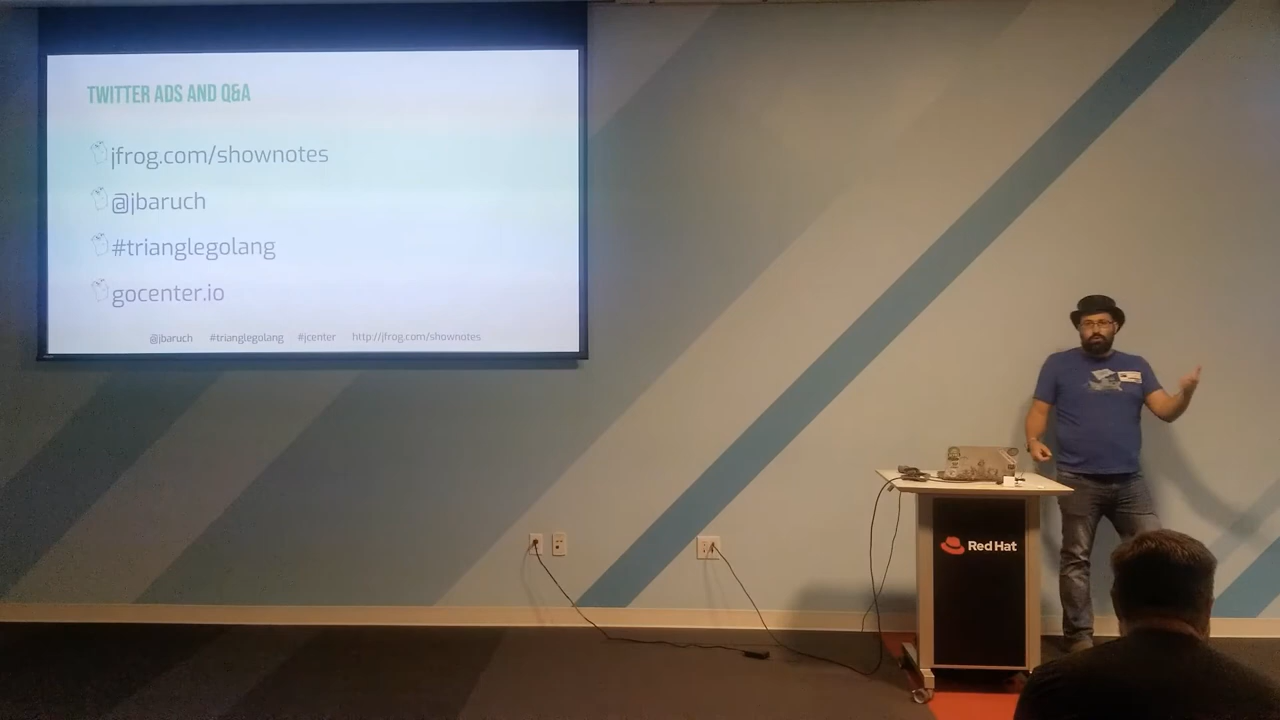 TWITTER ADS AND Q&A
jfrog.com/shownotes
@jbaruch
#trianglegolang
gocenter.io
@jbaruch #trianglegolang #jcenter http://jfrog.com/shownotes
Red Hat